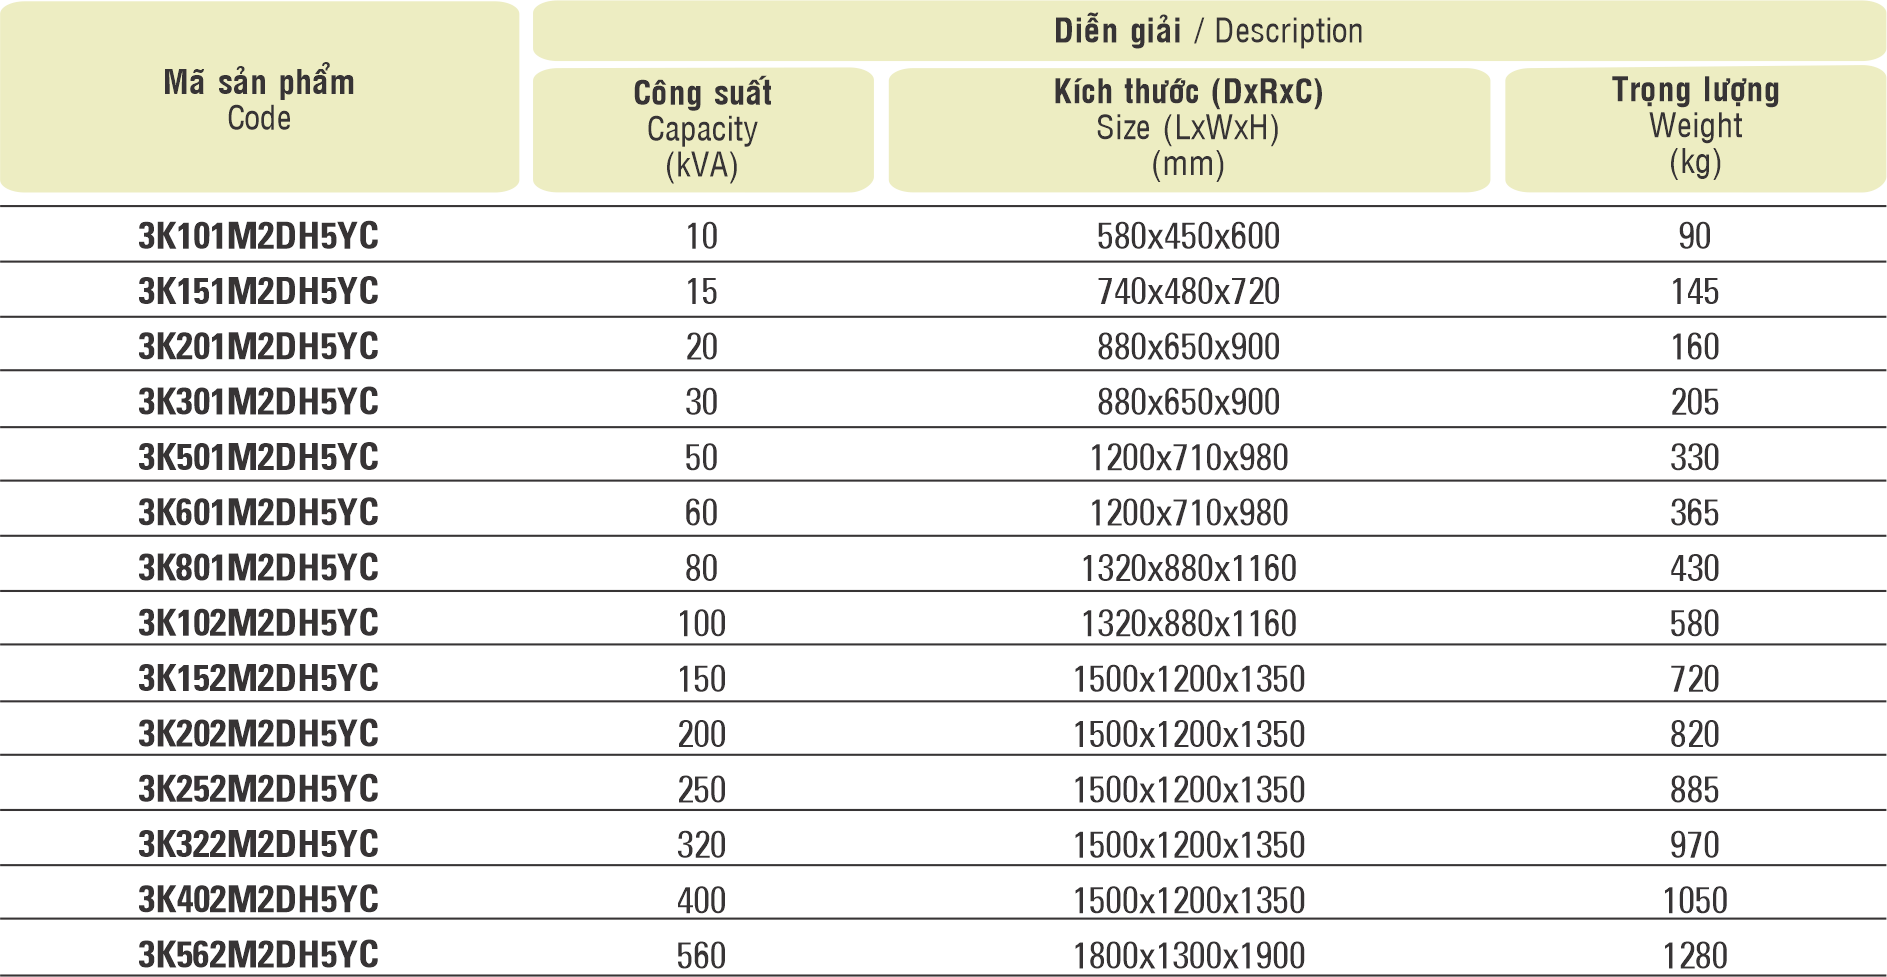 Diễn giải / Description
Mã sản phẩm
Code
Công suất
Capacity
(kVA)
Kích thước (DxRxC)
Size (LxWxH)
(mm)
Trọng lượng
Weight
(kg)
3K101M2DH5YC 10 580x450x600 90
3K151M2DH5YC 15 740x480x720 145
3K201M2DH5YC 20 880x650x900 160
3K301M2DH5YC 30 880x650x900 205
3K501M2DH5YC 50 1200x710x980 330
3K601M2DH5YC 60 1200x710x980 365
3K801M2DH5YC 80 1320x880x1160 430
3K102M2DH5YC 100 1320x880x1160 580
3K152M2DH5YC 150 1500x1200x1350 720
3K202M2DH5YC 200 1500x1200x1350 820
3K252M2DH5YC 250 1500x1200x1350 885
3K322M2DH5YC 320 1500x1200x1350 970
3K402M2DH5YC 400 1500x1200x1350 1050
3K562M2DH5YC 560 1800x1300x1900 1280